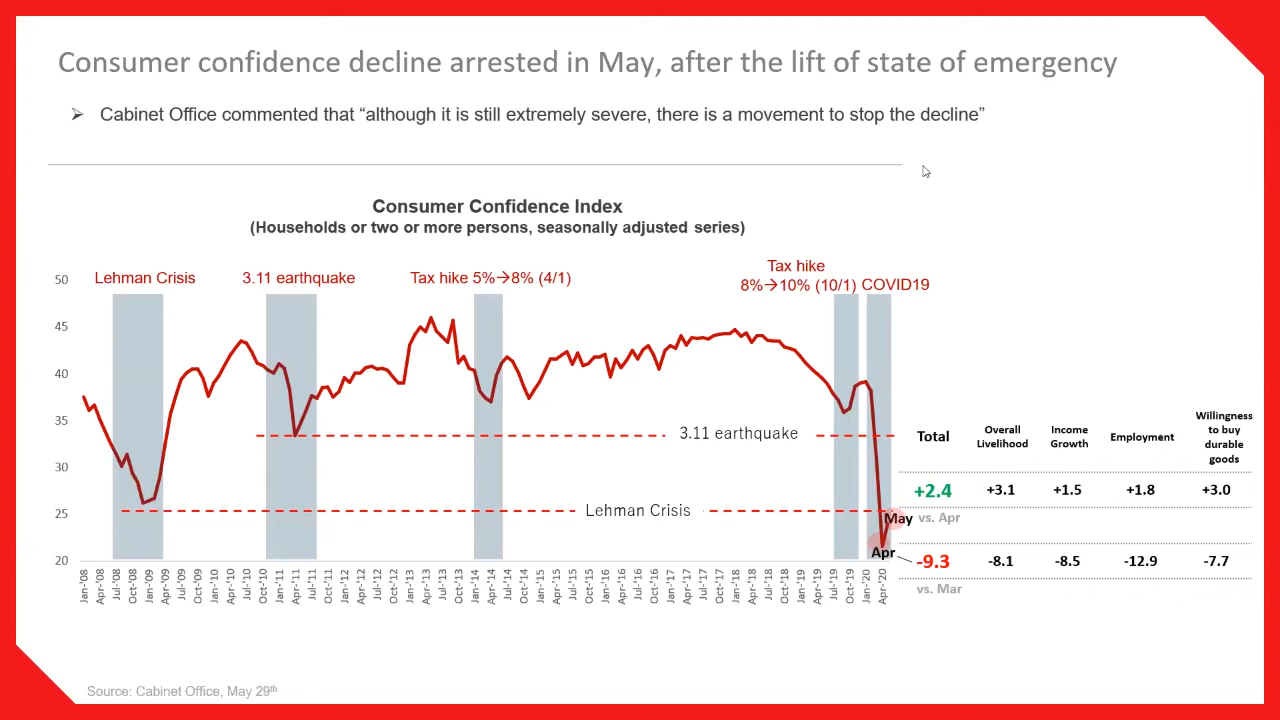 Consumer confidence decline arrested in May, after the lift of state of emergency
➢ Cabinet Office commented that “although it is still extremely severe, there is a movement to stop the decline”
Consumer Confidence Index
(Households or two or more persons, seasonally adjusted series)
Tax hike
Lehman Crisis
3.11 earthquake
Tax hike 5%→8% (4/1)
8%→10% (10/1)
COVID19
50
45
40
35
30
25
20
3.11 earthquake
Lehman Crisis
May
Apr
Jan-'08
Apr-'08
Jul-'08
Oct-'08
Jan-'09
Apr-'09
Jul-'09
Oct-'09
Jan-'10
Apr-'10
Jul-'10
Oct-'10
Jan-'11
Apr-'11
Jul-'11
Oct-'11
Jan-'12
Apr-'12
Jul-'12
Oct-'12
Jan-'13
Apr-'13
Jul-'13
Oct-'13
Jan-'14
Apr-'14
Jul-'14
Oct-'14
Jan-'15
Apr-'15
Jul-'15
Oct-'15
Jan-'16
Apr-'16
Jul-'16
Oct-'16
Jan-'17
Apr-'17
Jul-'17
Oct-'17
Jan-'18
Apr-'18
Jul-'18
Oct-'18
Jan-'19
Apr-'19
Jul-'19
Oct-'19
Jan-'20
Apr-'20
Total
Overall
Livelihood
Income
Growth
Employment
Willingness
to buy
durable
goods
+2.4 +3.1 +1.5 +1.8 +3.0
vs. Apr
-9.3 -8.1 -8.5 -12.9 -7.7
vs. Mar
Source: Cabinet Office, May 29th